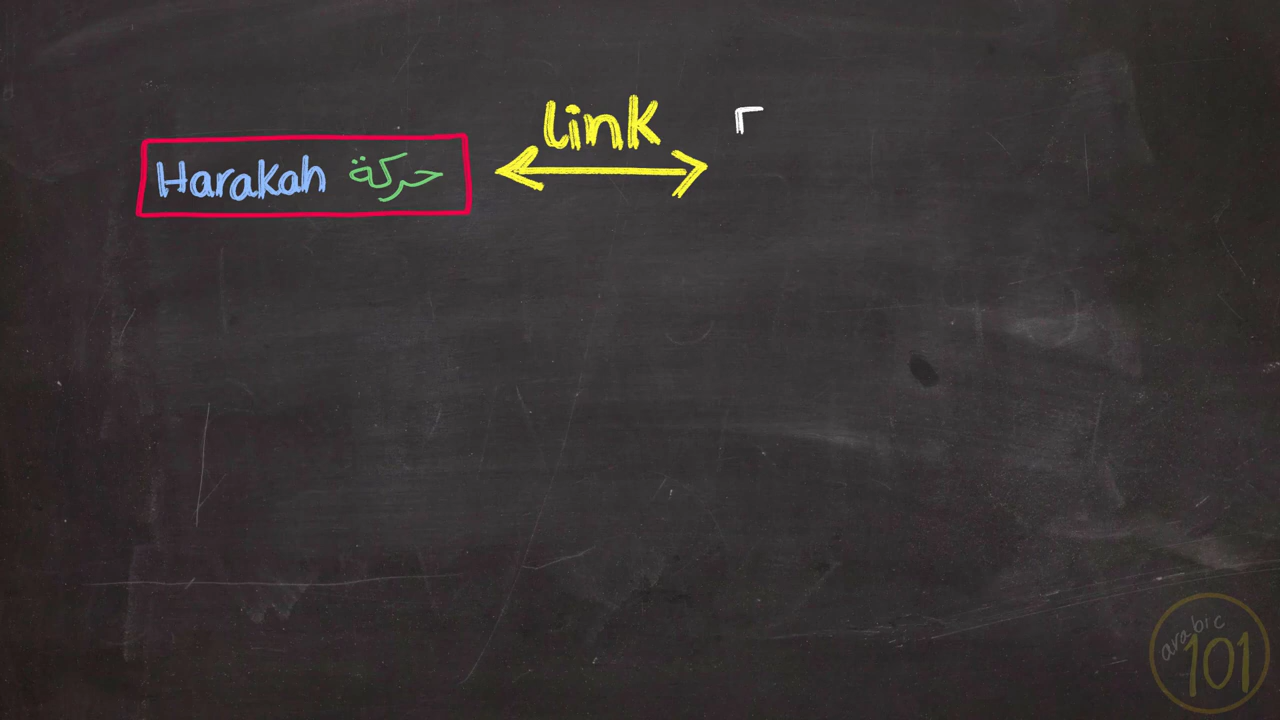 link
Harakah حركة
arabic
101